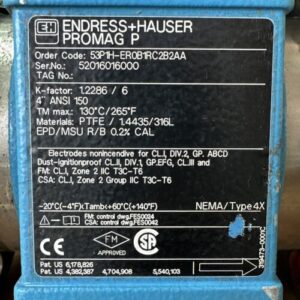 EH ENDRESS+HAUSER
PROMAG P
Order Code: 53P1H-ER0B1RC2B2AA
Ser.No.: 52016016000
TAG No.:
K-factor: 1.2286 / 6
4" ANSI 150
TM max.: 130°C/265°F
Materials: PTFE / 1.4435/316L
EPD/MSU R/B 0.2% CAL
Electrodes nonincendive for CL.I, DIV.2, GP. ABCD
Dust-ignitionproof CL.II, DIV.1, GP.EFG, CL.III and
FM: CL.I, Zone 2 IIC T3C-T6
CSA: CL.I, Zone 2 Group IIC T3C-T6
-20°C(-4°F)≤Tamb≤+60°C(+140°F)
NEMA/Type 4X
FM: control dwg.FES0024
CSA: control dwg.FES0042
FM
APPROVED
Pat. US 6,178,826
Pat. US 4,382,387 4,704,908 5,540,103
319473-0001C